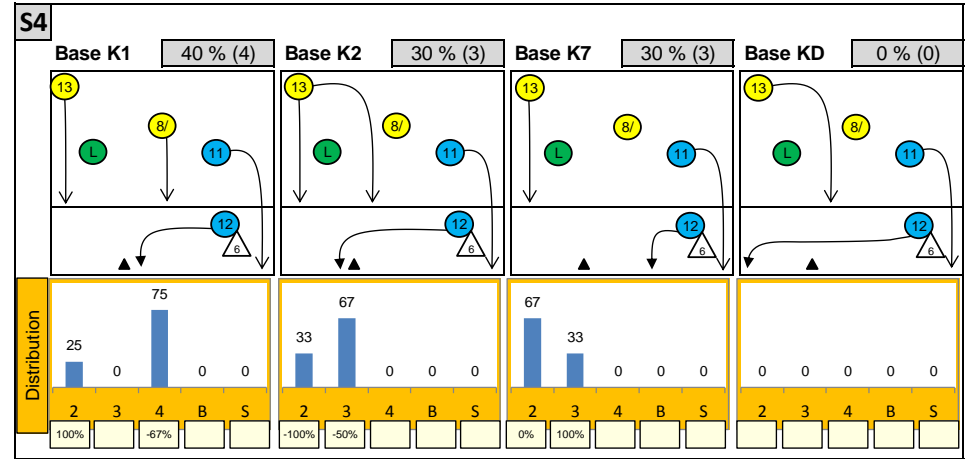 S4
Base K1 40 % (4) Base K2 30 % (3) Base K7 30 % (3) Base KD 0 % (0)
13 8/ L 11 12 6
13 8/ L 11 12 6
13 8/ L 11 12 6
13 8/ L 11 12 6
Distribution
25 0 75 0 0
33 67 0 0 0
67 33 0 0 0
0 0 0 0 0
2 3 4 B S 2 3 4 B S 2 3 4 B S 2 3 4 B S
100% -67% -100% -50% 0% 100%